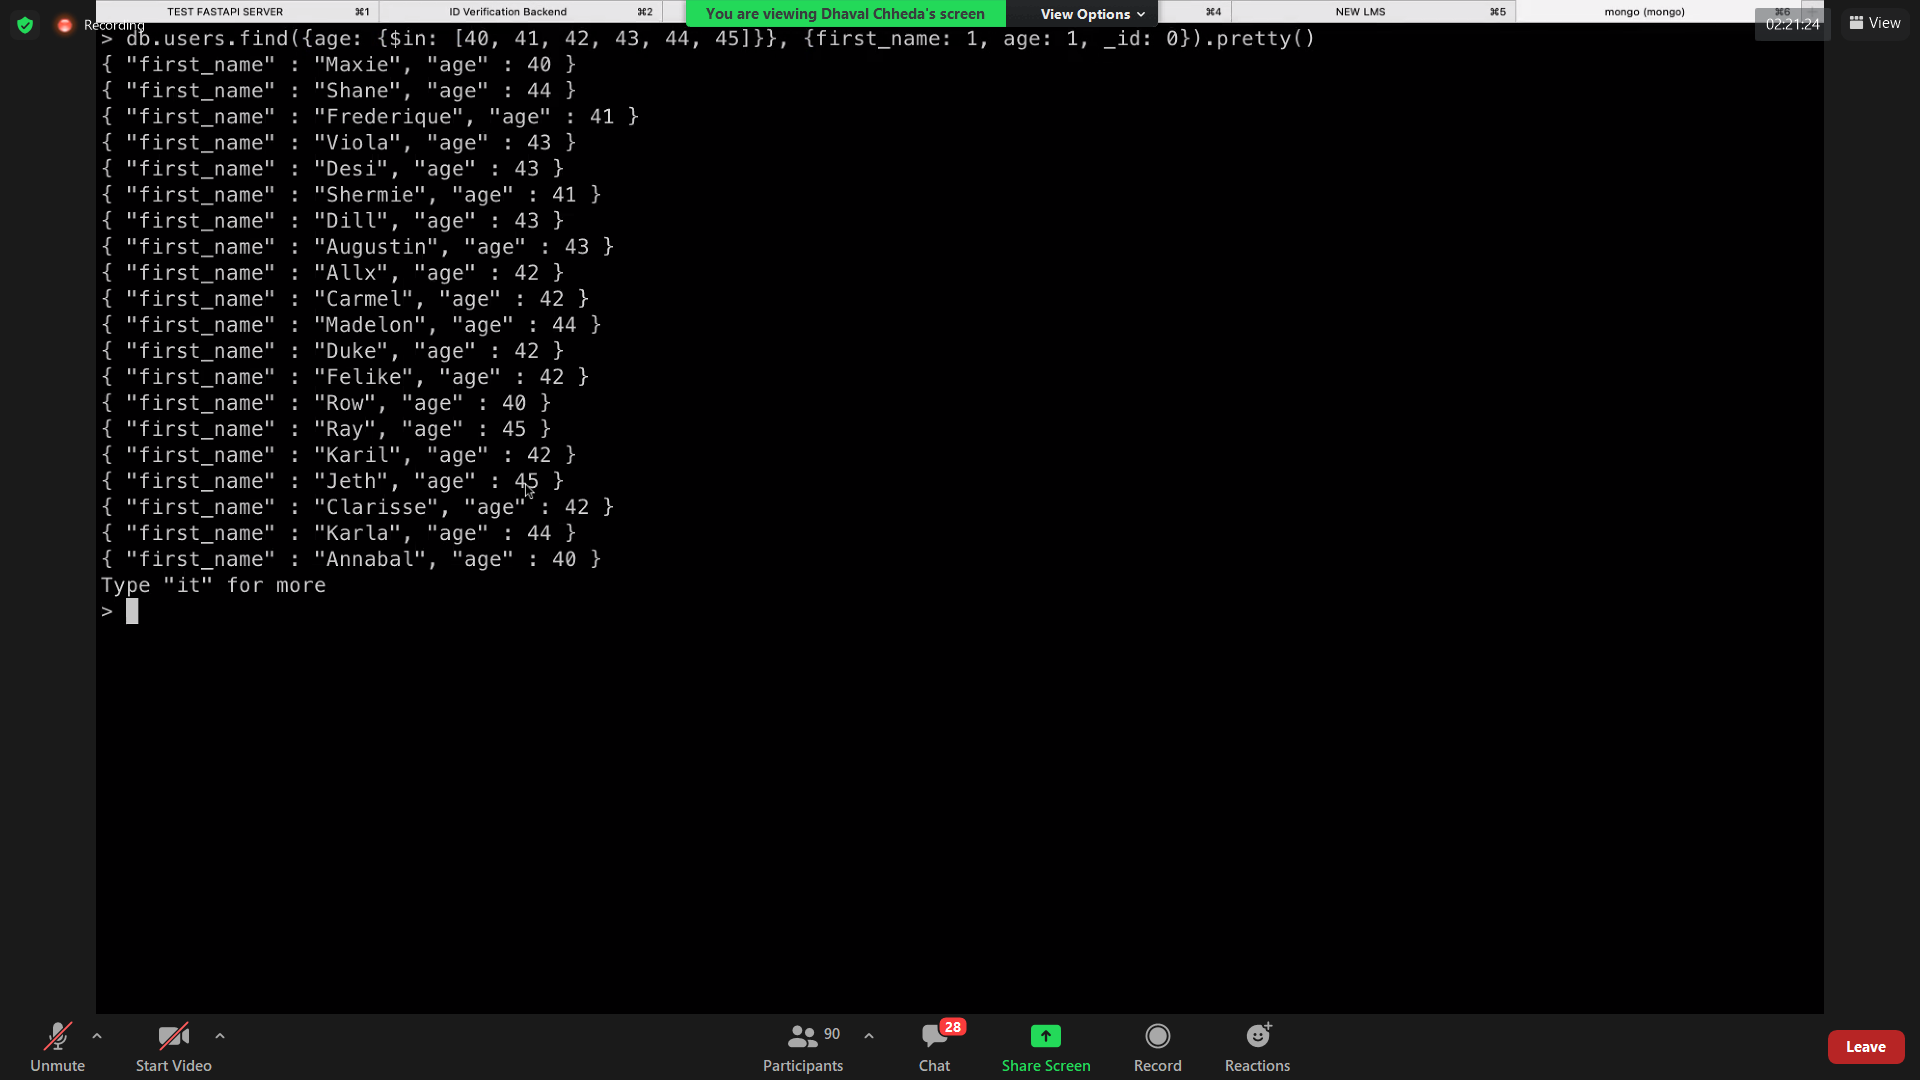 TEST FASTAPI SERVER ⌘1 ID Verification Backend ⌘2 You are viewing Dhaval Chheda's screen View Options ⌘4 NEW LMS ⌘5 mongo (mongo) ⌘6
Recording 02:21:24 View
> db.users.find({age: {$in: [40, 41, 42, 43, 44, 45]}}, {first_name: 1, age: 1, _id: 0}).pretty()
{ "first_name" : "Maxie", "age" : 40 }
{ "first_name" : "Shane", "age" : 44 }
{ "first_name" : "Frederique", "age" : 41 }
{ "first_name" : "Viola", "age" : 43 }
{ "first_name" : "Desi", "age" : 43 }
{ "first_name" : "Shermie", "age" : 41 }
{ "first_name" : "Dill", "age" : 43 }
{ "first_name" : "Augustin", "age" : 43 }
{ "first_name" : "Allx", "age" : 42 }
{ "first_name" : "Carmel", "age" : 42 }
{ "first_name" : "Madelon", "age" : 44 }
{ "first_name" : "Duke", "age" : 42 }
{ "first_name" : "Felike", "age" : 42 }
{ "first_name" : "Row", "age" : 40 }
{ "first_name" : "Ray", "age" : 45 }
{ "first_name" : "Karil", "age" : 42 }
{ "first_name" : "Jeth", "age" : 45 }
{ "first_name" : "Clarisse", "age" : 42 }
{ "first_name" : "Karla", "age" : 44 }
{ "first_name" : "Annabal", "age" : 40 }
Type "it" for more
>
90 28
Unmute Start Video Participants Chat Share Screen Record Reactions Leave